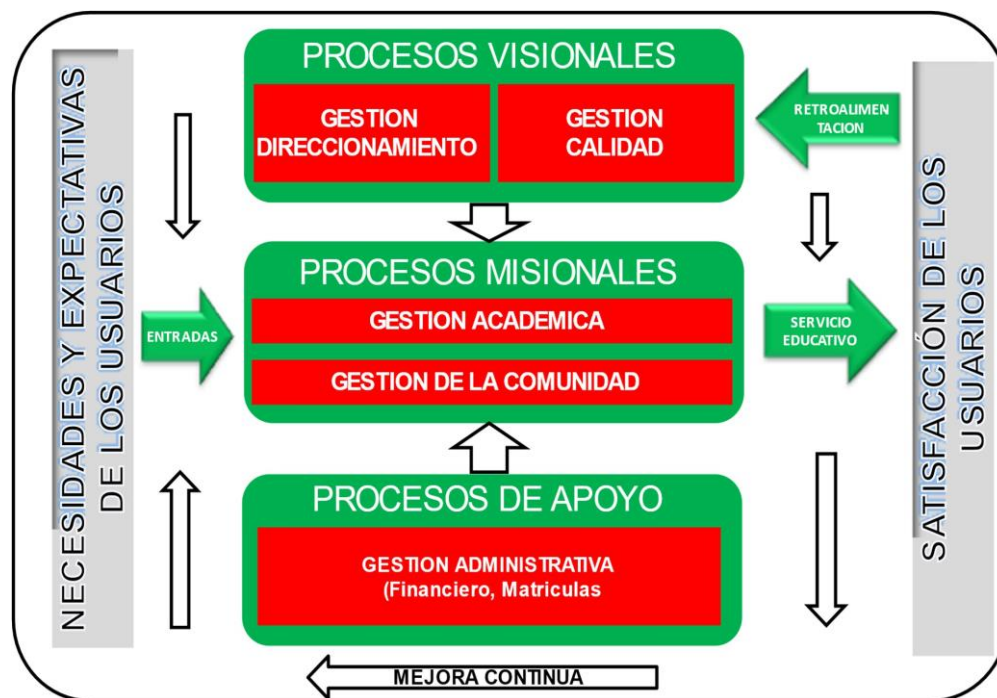 NECESIDADES Y EXPECTATIVAS
DE LOS USUARIOS
PROCESOS VISIONALES
GESTION
DIRECCIONAMIENTO
GESTION
CALIDAD
RETROALIMEN
TACION
ENTRADAS
PROCESOS MISIONALES
GESTION ACADEMICA
GESTION DE LA COMUNIDAD
SERVICIO
EDUCATIVO
PROCESOS DE APOYO
GESTION ADMINISTRATIVA
(Financiero, Matriculas
MEJORA CONTINUA
SATISFACCIÓN DE LOS
USUARIOS